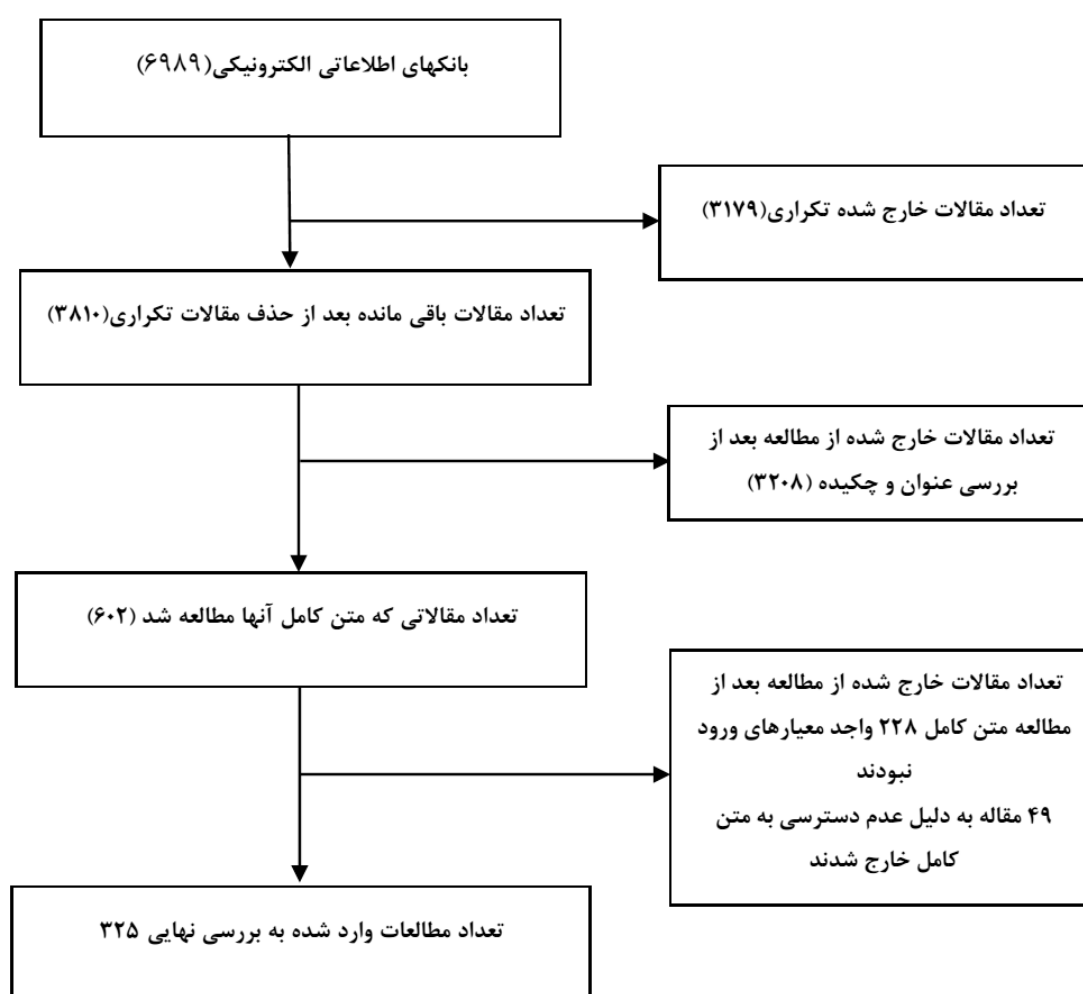 بانکهای اطلاعاتی الکترونیکی(۶۹۸۹)
تعداد مقالات خارج شده تکراری(۳۱۷۹)
تعداد مقالات باقی مانده بعد از حذف مقالات تکراری(۳۸۱۰)
تعداد مقالات خارج شده از مطالعه بعد از
بررسی عنوان و چکیده (۳۲۰۸)
تعداد مقالاتی که متن کامل آنها مطالعه شد (۶۰۲)
تعداد مقالات خارج شده از مطالعه بعد از
مطالعه متن کامل ۲۲۸ واجد معیارهای ورود
نبودند
۴۹ مقاله به دلیل عدم دسترسی به متن
کامل خارج شدند
تعداد مطالعات وارد شده به بررسی نهایی ۳۲۵